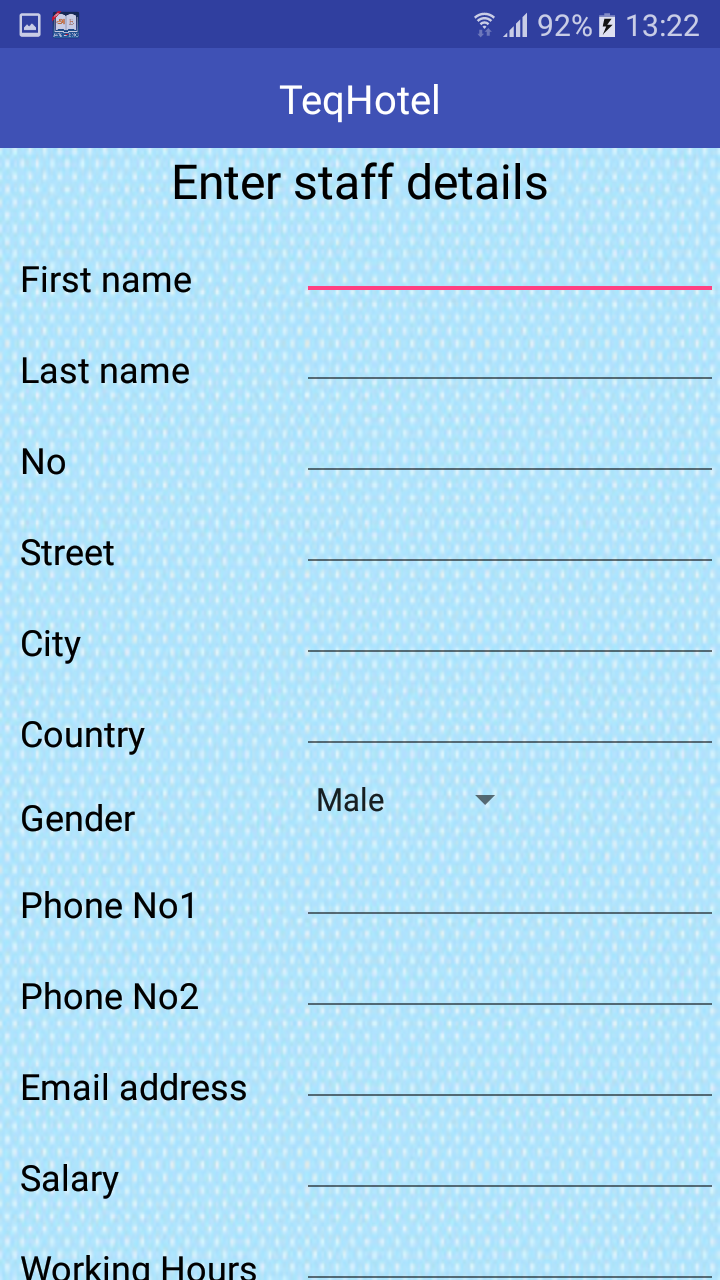 92% 13:22
TeqHotel
Enter staff details
First name
Last name
No
Street
City
Country
Gender Male
Phone No1
Phone No2
Email address
Salary
Working Hours